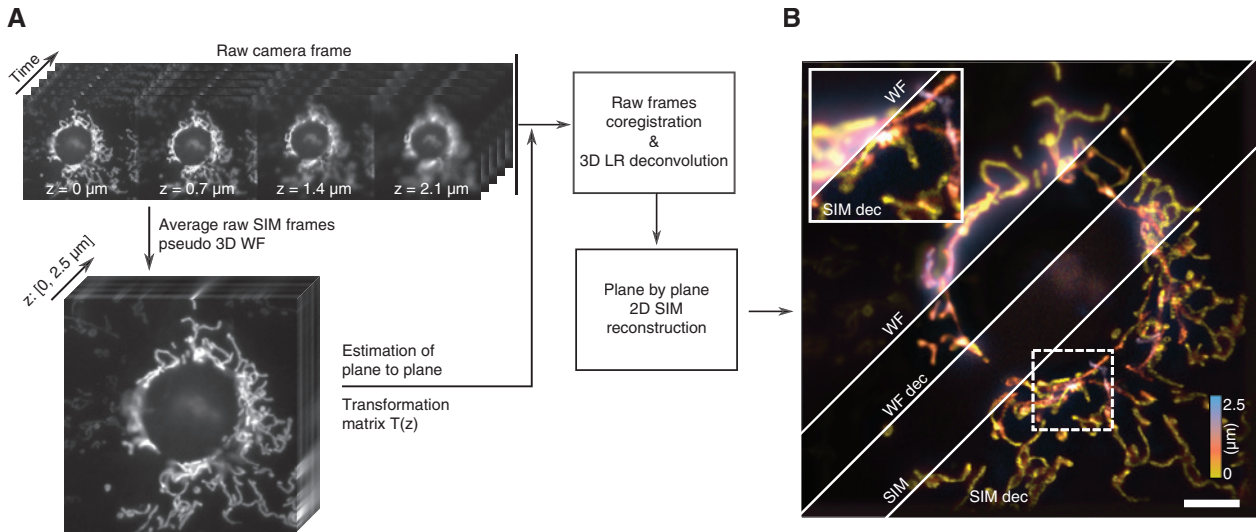 A
Raw camera frame
Time
z = 0 µm
z = 0.7 µm
z = 1.4 µm
z = 2.1 µm
Average raw SIM frames
pseudo 3D WF
z: [0, 2.5 µm]
Estimation of
plane to plane
Transformation
matrix T(z)
Raw frames
coregistration
&
3D LR deconvolution
Plane by plane
2D SIM
reconstruction
B
WF
SIM dec
WF
WF dec
SIM
SIM dec
2.5
(µm)
0